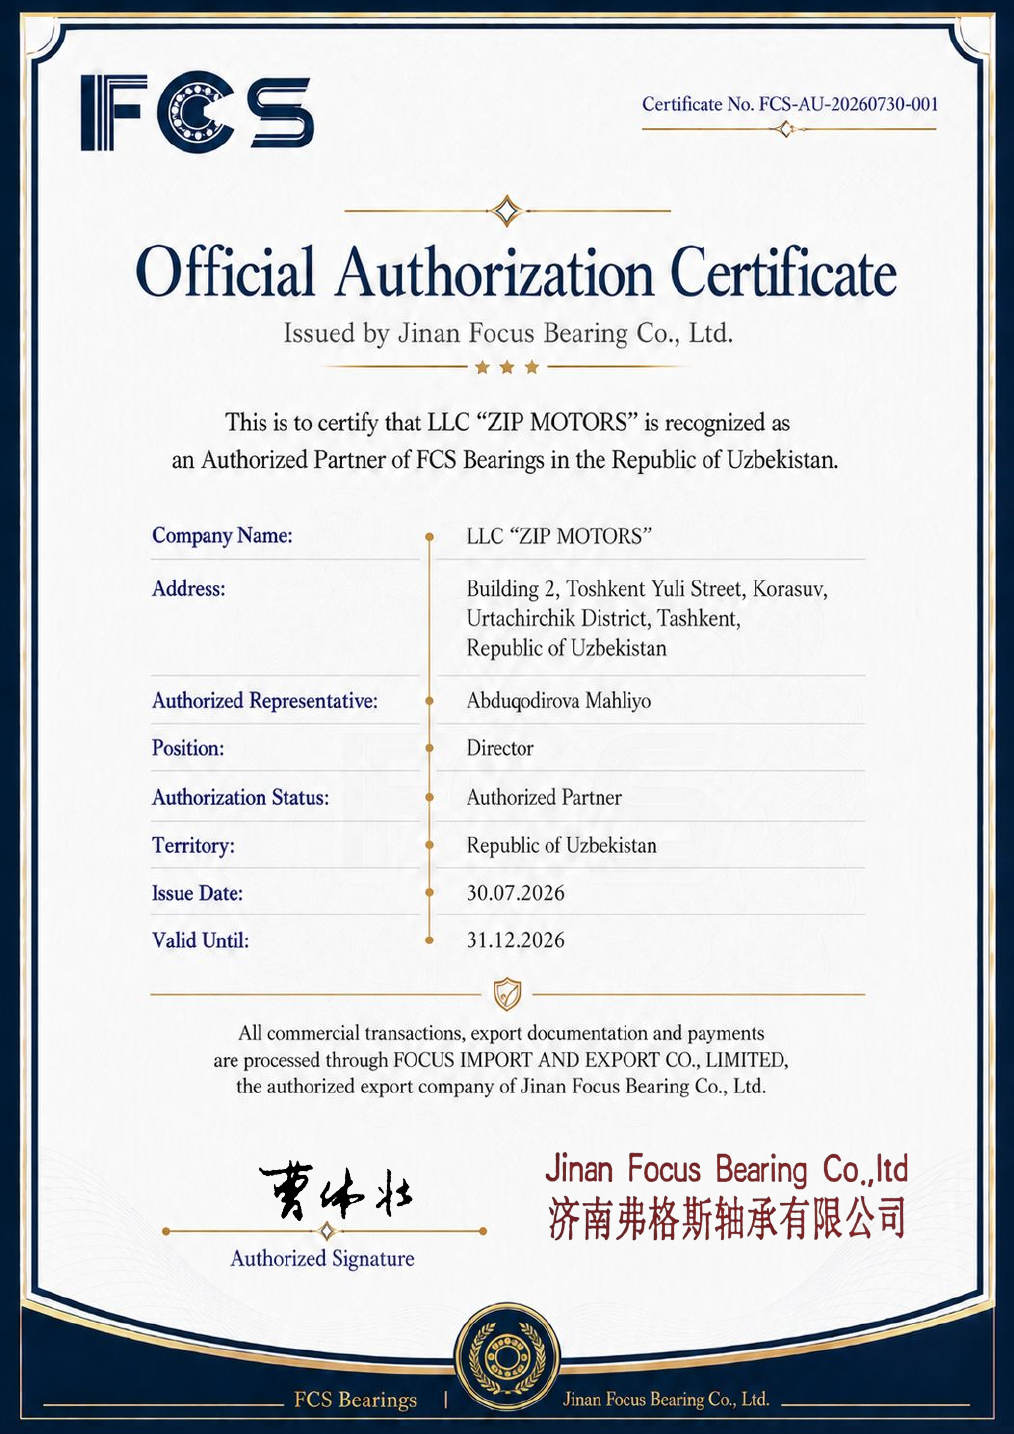 FCS
Certificate No. FCS-AU-20260730-001
Official Authorization Certificate
Issued by Jinan Focus Bearing Co., Ltd.
This is to certify that LLC “ZIP MOTORS” is recognized as
an Authorized Partner of FCS Bearings in the Republic of Uzbekistan.
Company Name: LLC “ZIP MOTORS”
Address: Building 2, Toshkent Yuli Street, Korasuv,
Urtachirchik District, Tashkent,
Republic of Uzbekistan
Authorized Representative: Abduqodirova Mahliyo
Position: Director
Authorization Status: Authorized Partner
Territory: Republic of Uzbekistan
Issue Date: 30.07.2026
Valid Until: 31.12.2026
All commercial transactions, export documentation and payments
are processed through FOCUS IMPORT AND EXPORT CO., LIMITED,
the authorized export company of Jinan Focus Bearing Co., Ltd.
曹伟壮
Authorized Signature
Jinan Focus Bearing Co.,ltd
济南弗格斯轴承有限公司
FCS Bearings | Jinan Focus Bearing Co., Ltd.